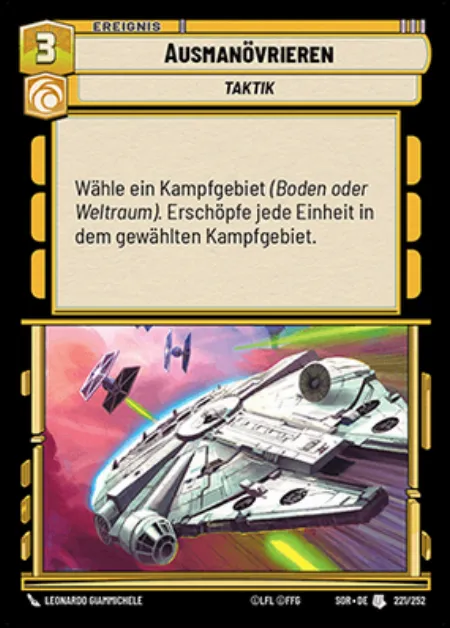 EREIGNIS
3
AUSMANÖVRIEREN
TAKTIK
Wähle ein Kampfgebiet (Boden oder
Weltraum). Erschöpfe jede Einheit in
dem gewählten Kampfgebiet.
LEONARDO GIAMMICHELE ©LFL ©FFG SOR•DE 221/252